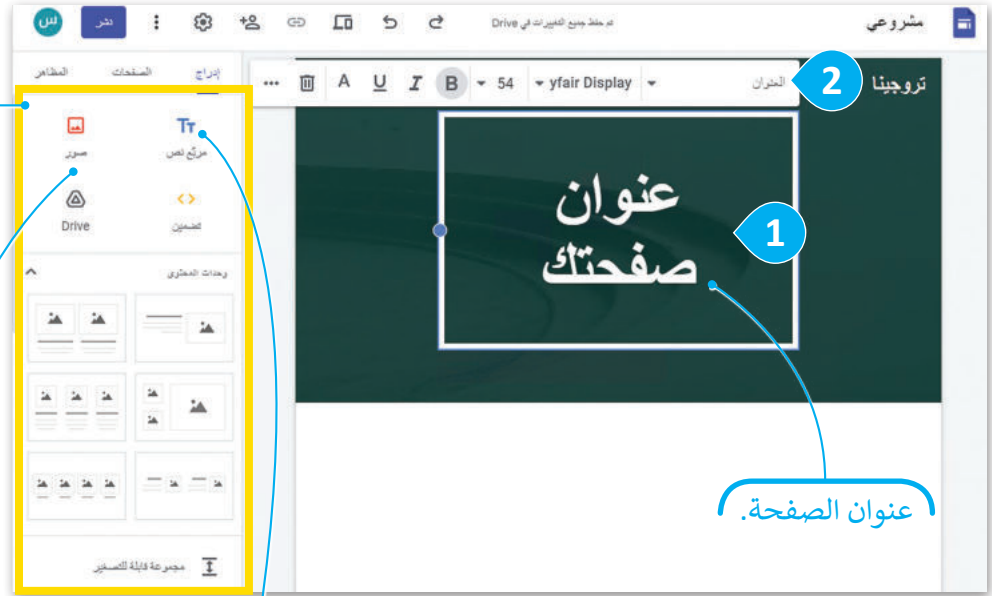 مشروعي
تم حفظ جميع التغييرات في Drive
نشر
س
إدراج
الصفحات
المظاهر
تروجينا
2
العنوان
yfair Display
54
B
I
U
A
عنوان
صفحتك
1
عنوان الصفحة.
Tт
مربّع نص
صور
<>
تضمين
Drive
وحدات المحتوى
مجموعة قابلة للتصغير